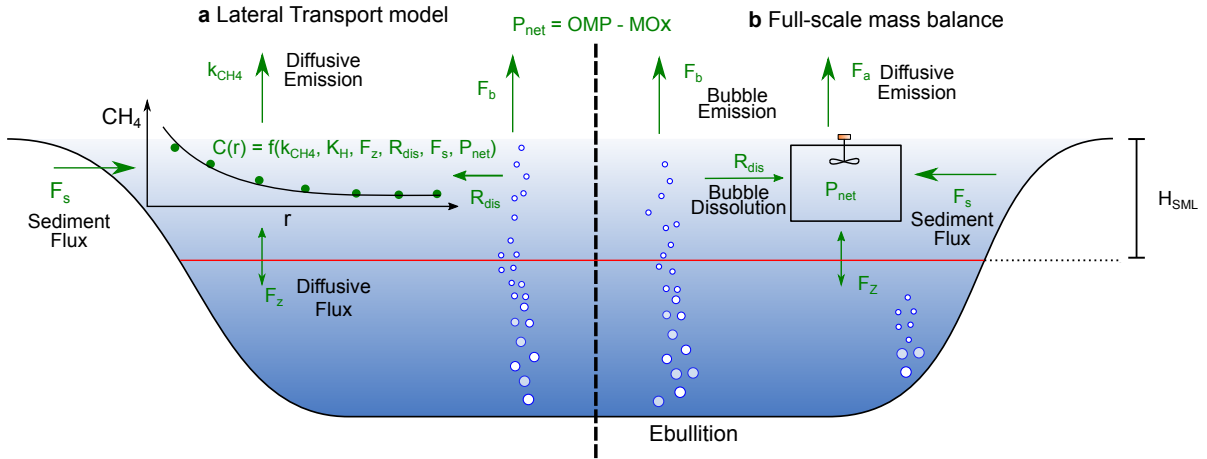 a Lateral Transport model
P_net = OMP - MOx
b Full-scale mass balance
k_CH4
Diffusive
Emission
F_b
F_b
Bubble
Emission
F_a
Diffusive
Emission
CH_4
C(r) = f(k_CH4, K_H, F_z, R_dis, F_s, P_net)
F_s
Sediment
Flux
r
R_dis
R_dis
Bubble
Dissolution
P_net
F_s
Sediment
Flux
H_SML
F_z
Diffusive
Flux
F_Z
Ebullition